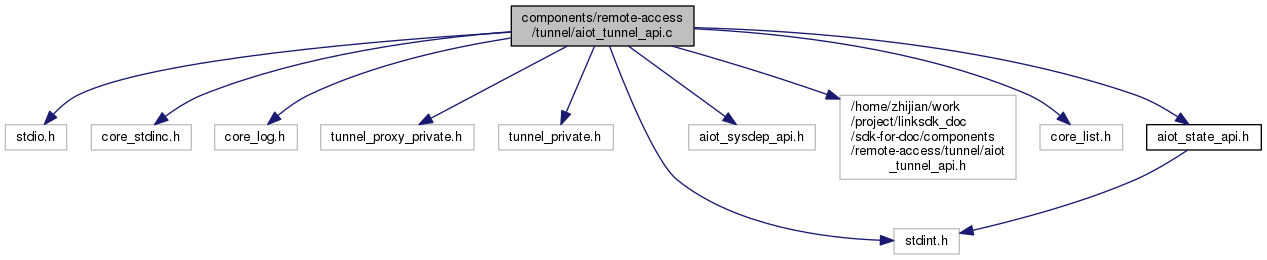 components/remote-access
/tunnel/aiot_tunnel_api.c
stdio.h
core_stdinc.h
core_log.h
tunnel_proxy_private.h
tunnel_private.h
aiot_sysdep_api.h
/home/zhijian/work
/project/linksdk_doc
/sdk-for-doc/components
/remote-access/tunnel/aiot
_tunnel_api.h
core_list.h
aiot_state_api.h
stdint.h